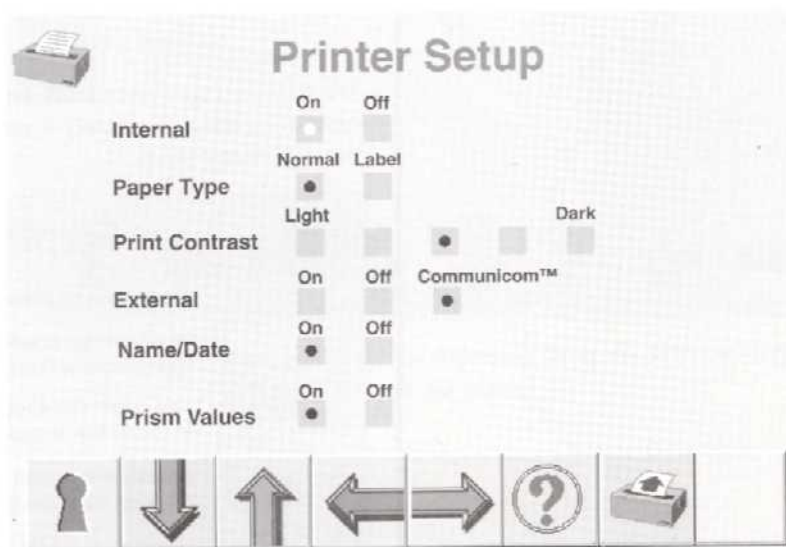 Printer Setup
On Off
Internal
Normal Label
Paper Type
Light Dark
Print Contrast
On Off Communicom™
External
On Off
Name/Date
On Off
Prism Values
?